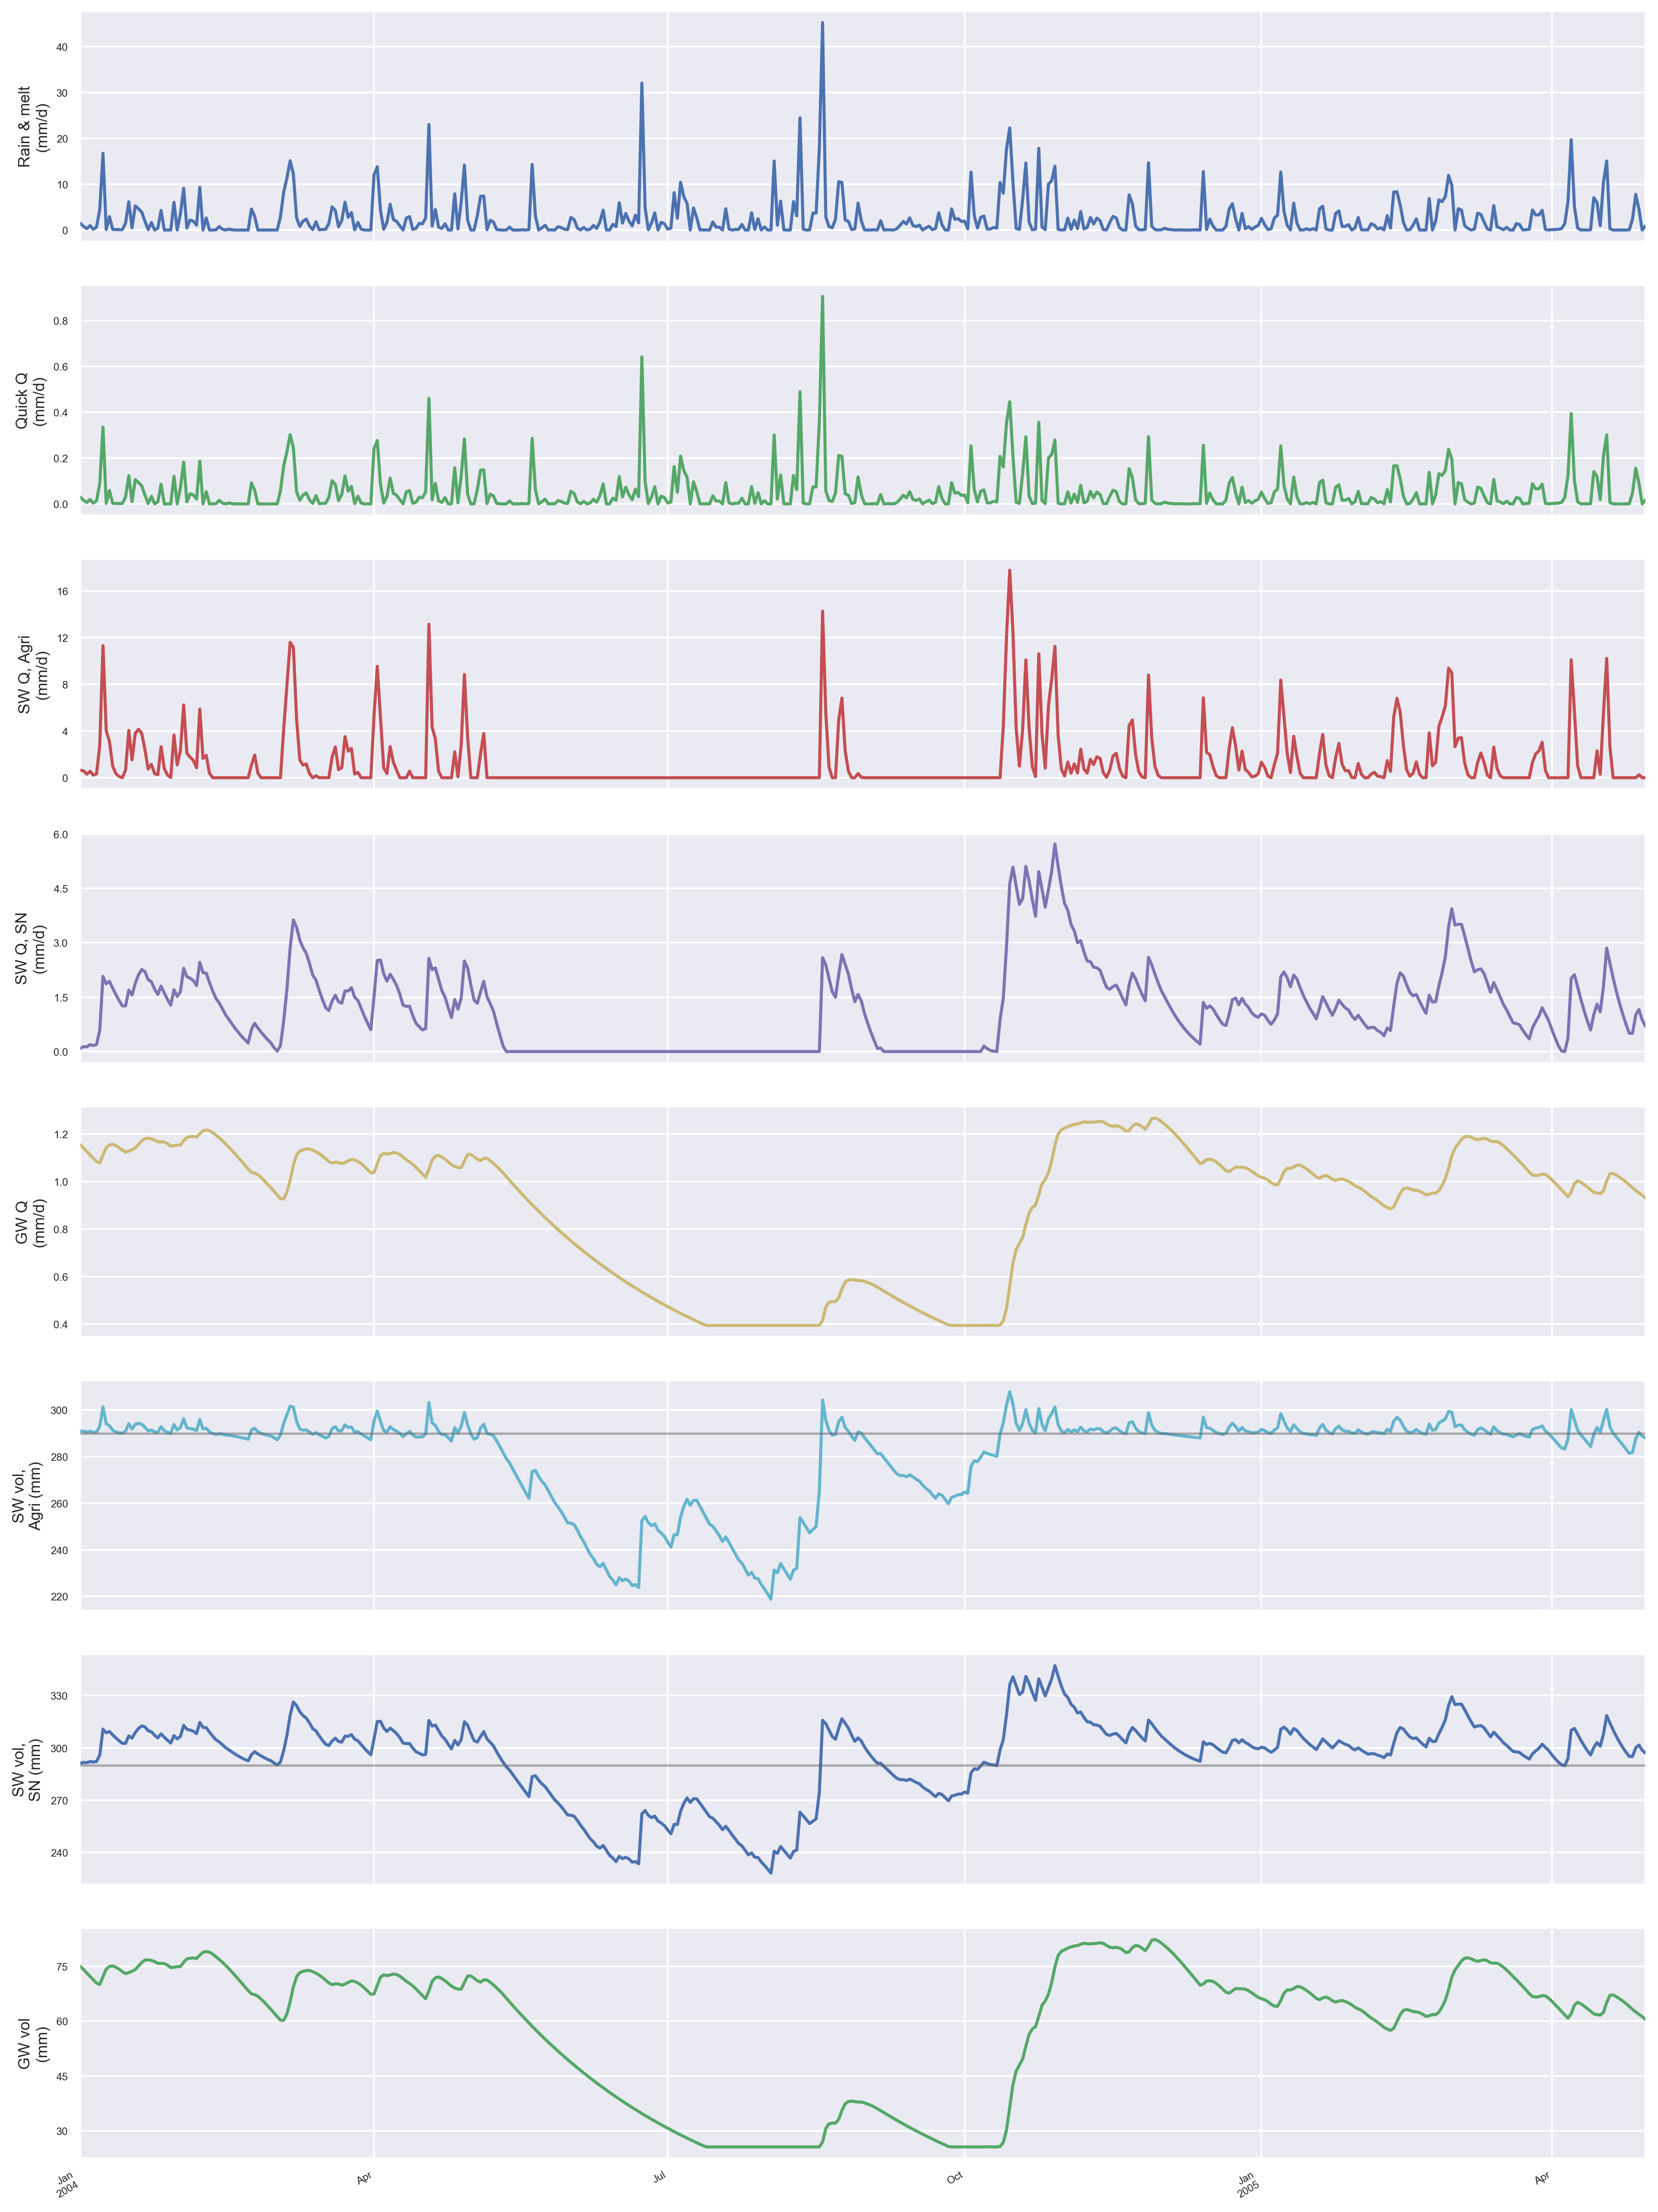 Rain & melt
(mm/d)
40
30
20
10
0
Quick Q
(mm/d)
0.8
0.6
0.4
0.2
0.0
SW Q, Agri
(mm/d)
16
12
8
4
0
SW Q, SN
(mm/d)
6.0
4.5
3.0
1.5
0.0
GW Q
(mm/d)
1.2
1.0
0.8
0.6
0.4
SW vol,
Agri (mm)
300
280
260
240
220
SW vol,
SN (mm)
330
300
270
240
GW vol
(mm)
75
60
45
30
Jan
2004
Apr
Jul
Oct
Jan
2005
Apr